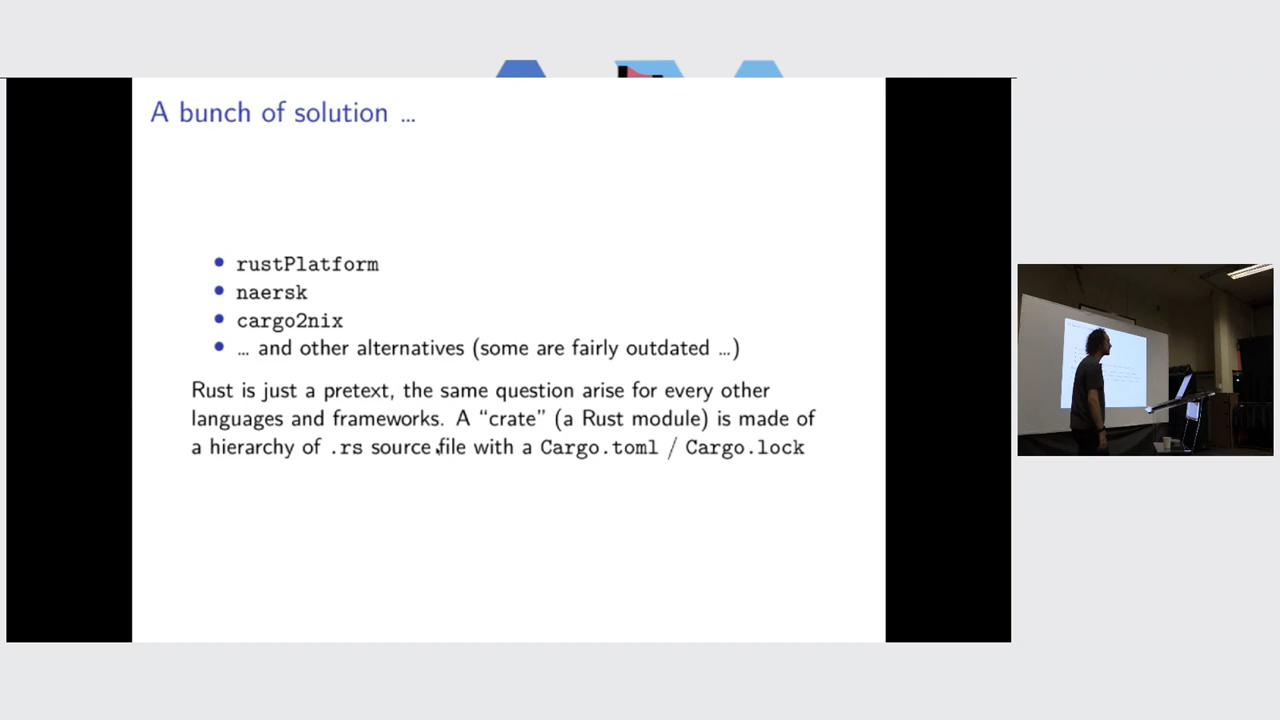 A bunch of solution ...
• rustPlatform
• naersk
• cargo2nix
• ... and other alternatives (some are fairly outdated ...)
Rust is just a pretext, the same question arise for every other
languages and frameworks. A “crate” (a Rust module) is made of
a hierarchy of .rs source file with a Cargo.toml / Cargo.lock